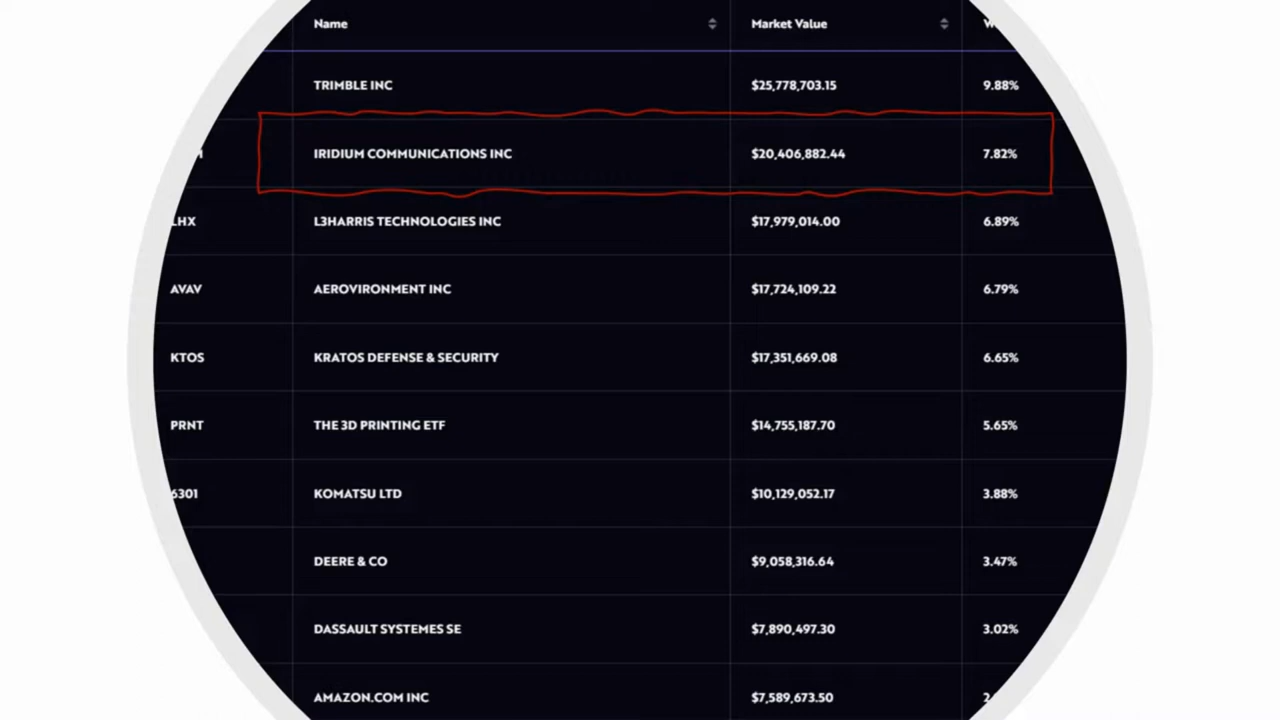 Name Market Value
TRIMBLE INC $25,778,703.15 9.88%
IRIDIUM COMMUNICATIONS INC $20,406,882.44 7.82%
LHX L3HARRIS TECHNOLOGIES INC $17,979,014.00 6.89%
AVAV AEROVIRONMENT INC $17,724,109.22 6.79%
KTOS KRATOS DEFENSE & SECURITY $17,351,669.08 6.65%
PRNT THE 3D PRINTING ETF $14,755,187.70 5.65%
6301 KOMATSU LTD $10,129,052.17 3.88%
DEERE & CO $9,058,316.64 3.47%
DASSAULT SYSTEMES SE $7,890,497.30 3.02%
AMAZON.COM INC $7,589,673.50